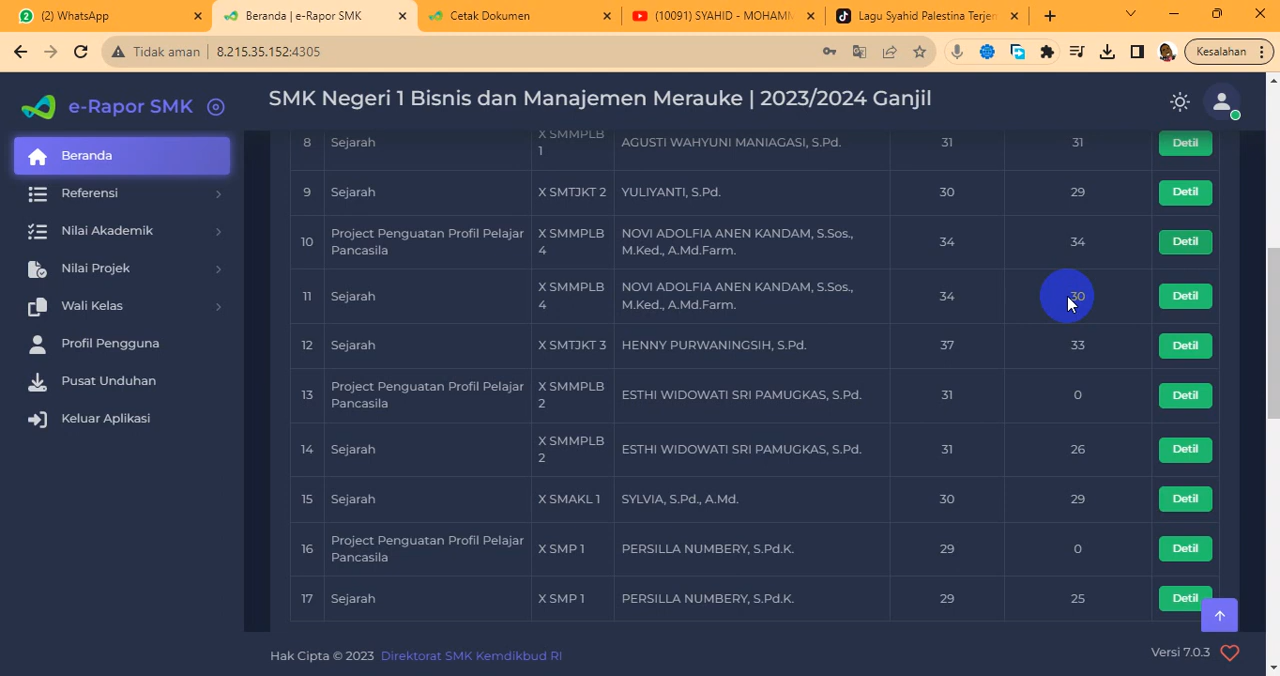 (2) WhatsApp
Beranda | e-Rapor SMK
Cetak Dokumen
(10091) SYAHID - MOHAMM
Lagu Syahid Palestina Terjem
Tidak aman
8.215.35.152:4305
Kesalahan
e-Rapor SMK
SMK Negeri 1 Bisnis dan Manajemen Merauke | 2023/2024 Ganjil
Beranda
Referensi
Nilai Akademik
Nilai Projek
Wali Kelas
Profil Pengguna
Pusat Unduhan
Keluar Aplikasi
8 Sejarah X SMMPLB 1 AGUSTI WAHYUNI MANIAGASI, S.Pd. 31 31 Detil
9 Sejarah X SMTJKT 2 YULIYANTI, S.Pd. 30 29 Detil
10 Project Penguatan Profil Pelajar Pancasila X SMMPLB 4 NOVI ADOLFIA ANEN KANDAM, S.Sos., M.Ked., A.Md.Farm. 34 34 Detil
11 Sejarah X SMMPLB 4 NOVI ADOLFIA ANEN KANDAM, S.Sos., M.Ked., A.Md.Farm. 34 30 Detil
12 Sejarah X SMTJKT 3 HENNY PURWANINGSIH, S.Pd. 37 33 Detil
13 Project Penguatan Profil Pelajar Pancasila X SMMPLB 2 ESTHI WIDOWATI SRI PAMUGKAS, S.Pd. 31 0 Detil
14 Sejarah X SMMPLB 2 ESTHI WIDOWATI SRI PAMUGKAS, S.Pd. 31 26 Detil
15 Sejarah X SMAKL 1 SYLVIA, S.Pd., A.Md. 30 29 Detil
16 Project Penguatan Profil Pelajar Pancasila X SMP 1 PERSILLA NUMBERY, S.Pd.K. 29 0 Detil
17 Sejarah X SMP 1 PERSILLA NUMBERY, S.Pd.K. 29 25 Detil
Hak Cipta © 2023 Direktorat SMK Kemdikbud RI
Versi 7.0.3